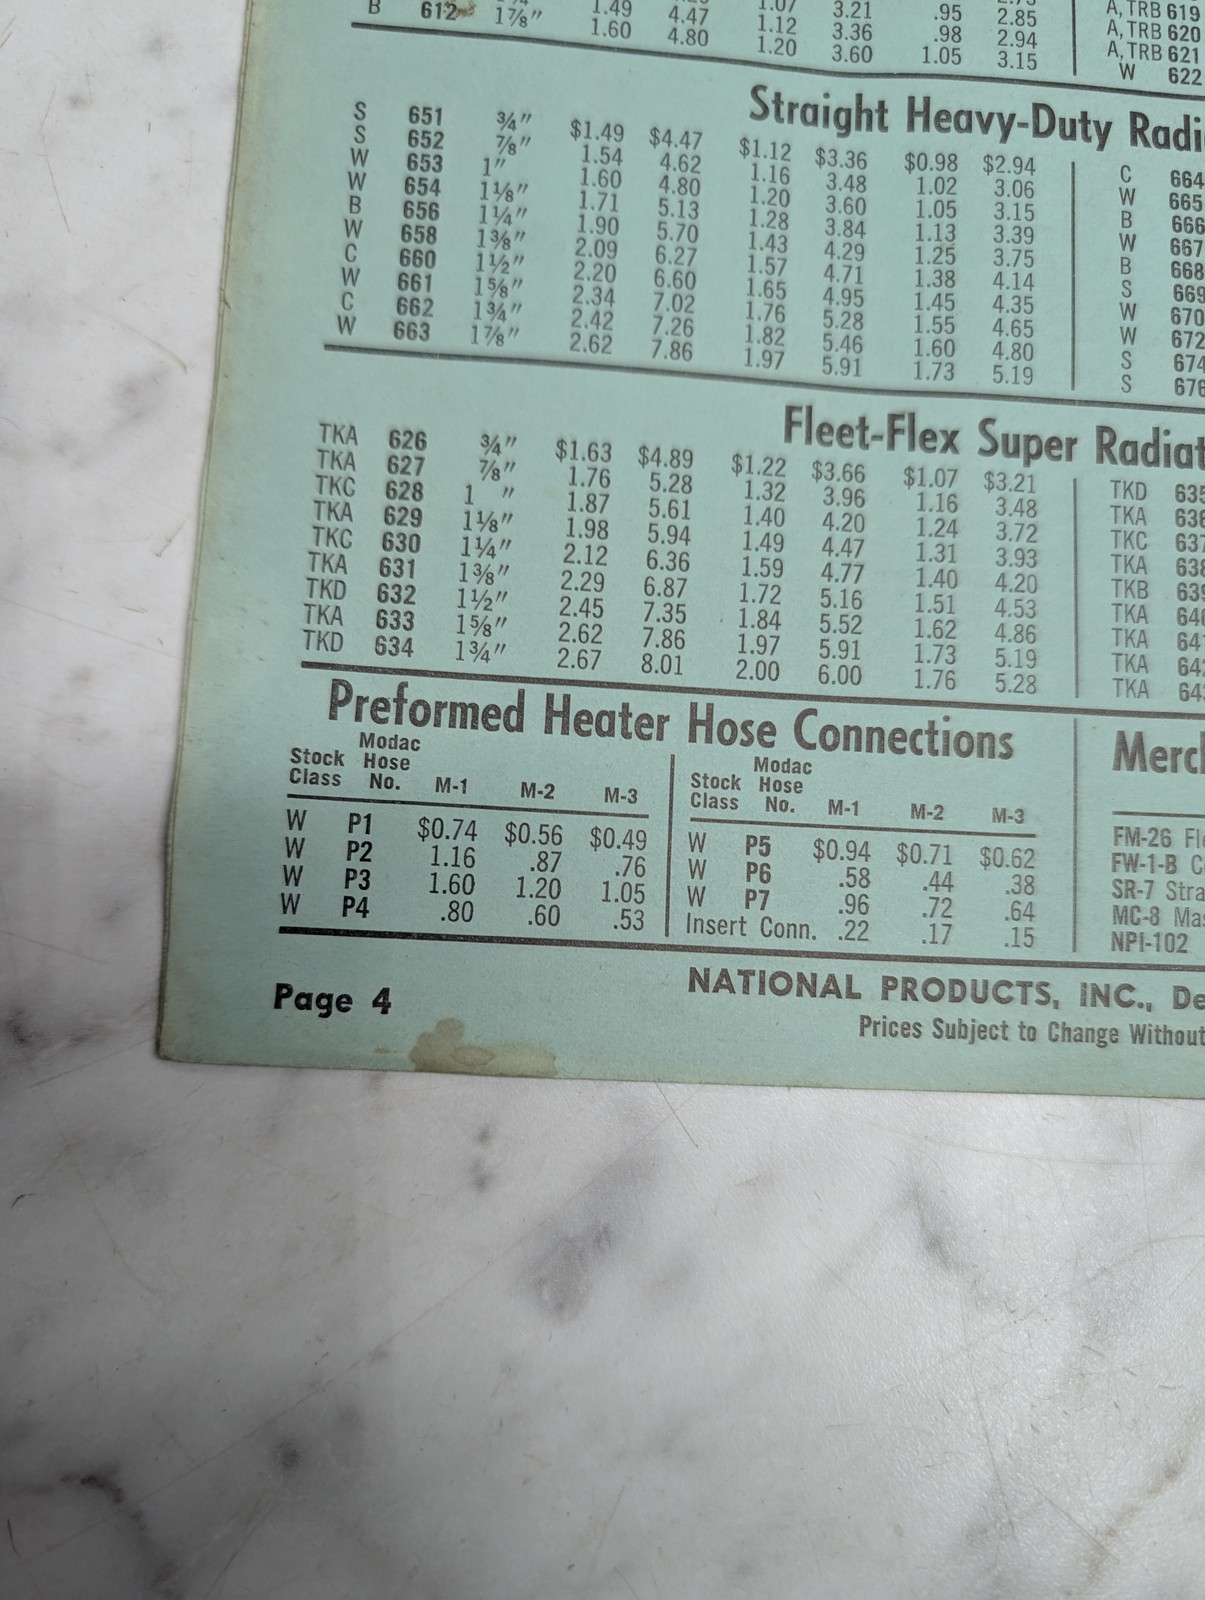 A, TRB 619
1.07 3.21 .95 2.85 A, TRB 620
1.49 4.47 1.12 3.36 .98 2.94 A, TRB 621
B 612 1⅞" 1.60 4.80 1.20 3.60 1.05 3.15 W 622
Straight Heavy-Duty Radi
S 651 ¾" $1.49 $4.47 $1.12 $3.36 $0.98 $2.94 C 664
S 652 ⅞" 1.54 4.62 1.16 3.48 1.02 3.06 W 665
W 653 1" 1.60 4.80 1.20 3.60 1.05 3.15 B 666
W 654 1⅛" 1.71 5.13 1.28 3.84 1.13 3.39 W 667
B 656 1¼" 1.90 5.70 1.43 4.29 1.25 3.75 B 668
W 658 1⅜" 2.09 6.27 1.57 4.71 1.38 4.14 S 669
C 660 1½" 2.20 6.60 1.65 4.95 1.45 4.35 W 670
W 661 1⅝" 2.34 7.02 1.76 5.28 1.55 4.65 W 672
C 662 1¾" 2.42 7.26 1.82 5.46 1.60 4.80 S 674
W 663 1⅞" 2.62 7.86 1.97 5.91 1.73 5.19 S 676
Fleet-Flex Super Radiat
TKA 626 ¾" $1.63 $4.89 $1.22 $3.66 $1.07 $3.21 TKD 635
TKA 627 ⅞" 1.76 5.28 1.32 3.96 1.16 3.48 TKA 636
TKC 628 1 " 1.87 5.61 1.40 4.20 1.24 3.72 TKC 637
TKA 629 1⅛" 1.98 5.94 1.49 4.47 1.31 3.93 TKA 638
TKC 630 1¼" 2.12 6.36 1.59 4.77 1.40 4.20 TKB 639
TKA 631 1⅜" 2.29 6.87 1.72 5.16 1.51 4.53 TKA 640
TKD 632 1½" 2.45 7.35 1.84 5.52 1.62 4.86 TKA 641
TKA 633 1⅝" 2.62 7.86 1.97 5.91 1.73 5.19 TKA 642
TKD 634 1¾" 2.67 8.01 2.00 6.00 1.76 5.28 TKA 64
Preformed Heater Hose Connections
Stock Class Modac Hose No. M-1 M-2 M-3
W P1 $0.74 $0.56 $0.49
W P2 1.16 .87 .76
W P3 1.60 1.20 1.05
W P4 .80 .60 .53
Stock Class Modac Hose No. M-1 M-2 M-3
W P5 $0.94 $0.71 $0.62
W P6 .58 .44 .38
W P7 .96 .72 .64
Insert Conn. .22 .17 .15
Merch
FM-26 Fle
FW-1-B C
SR-7 Stra
MC-8 Mas
NPI-102
Page 4
NATIONAL PRODUCTS, INC., De
Prices Subject to Change Without